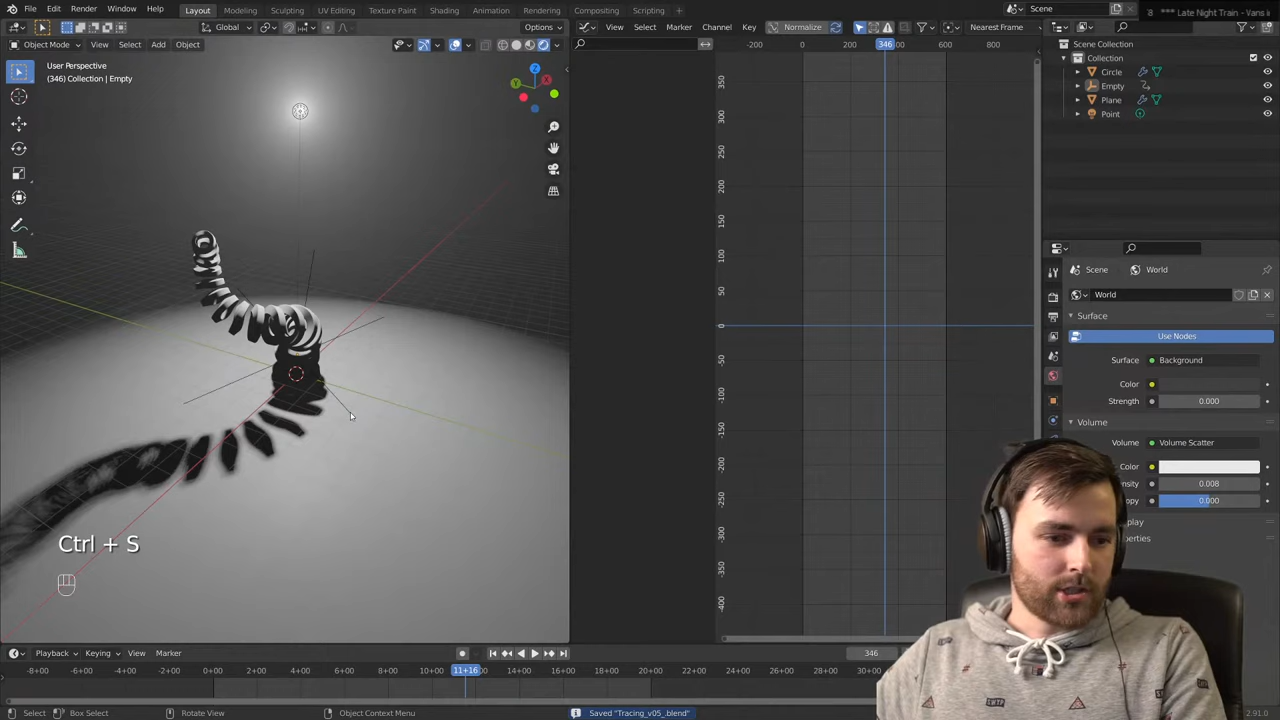 File Edit Render Window Help Layout Modeling Sculpting UV Editing Texture Paint Shading Animation Rendering Compositing Scripting + Scene *** Late Night Train - Vans i
Global Options View Select Marker Channel Key Normalize Nearest Frame
Object Mode View Select Add Object -200 200 346 400 600 800 Scene Collection
User Perspective
(346) Collection | Empty
Collection
Circle
Empty
Plane
Point
X
Y
Z
350
300
250
200
150
100
50
0
-50
-100
-150
-200
-250
-300
-350
-400
Scene World
World
Surface
Use Nodes
Surface Background
Color
Strength 0.000
Volume
Volume Volume Scatter
Color
ensity 0.008
opy 0.000
play
operties
Ctrl + S
Playback Keying View Marker 346
-8+00 -6+00 -4+00 -2+00 0+00 2+00 4+00 6+00 8+00 10+00 11+16 14+00 16+00 18+00 20+00 22+00 24+00 26+00 28+00
Select Box Select Rotate View Object Context Menu Saved "Tracing_v05_.blend" 2.91.0